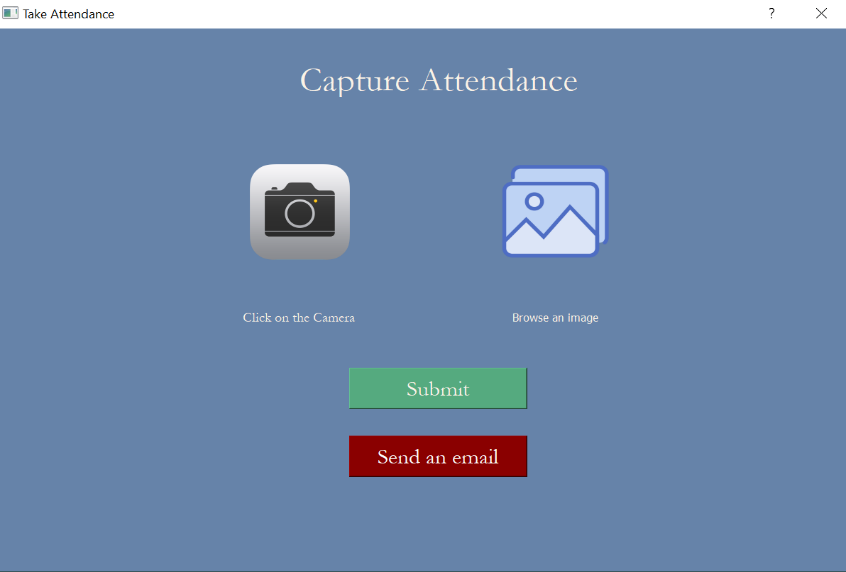 Take Attendance
?
Capture Attendance
Click on the Camera
Browse an Image
Submit
Send an email